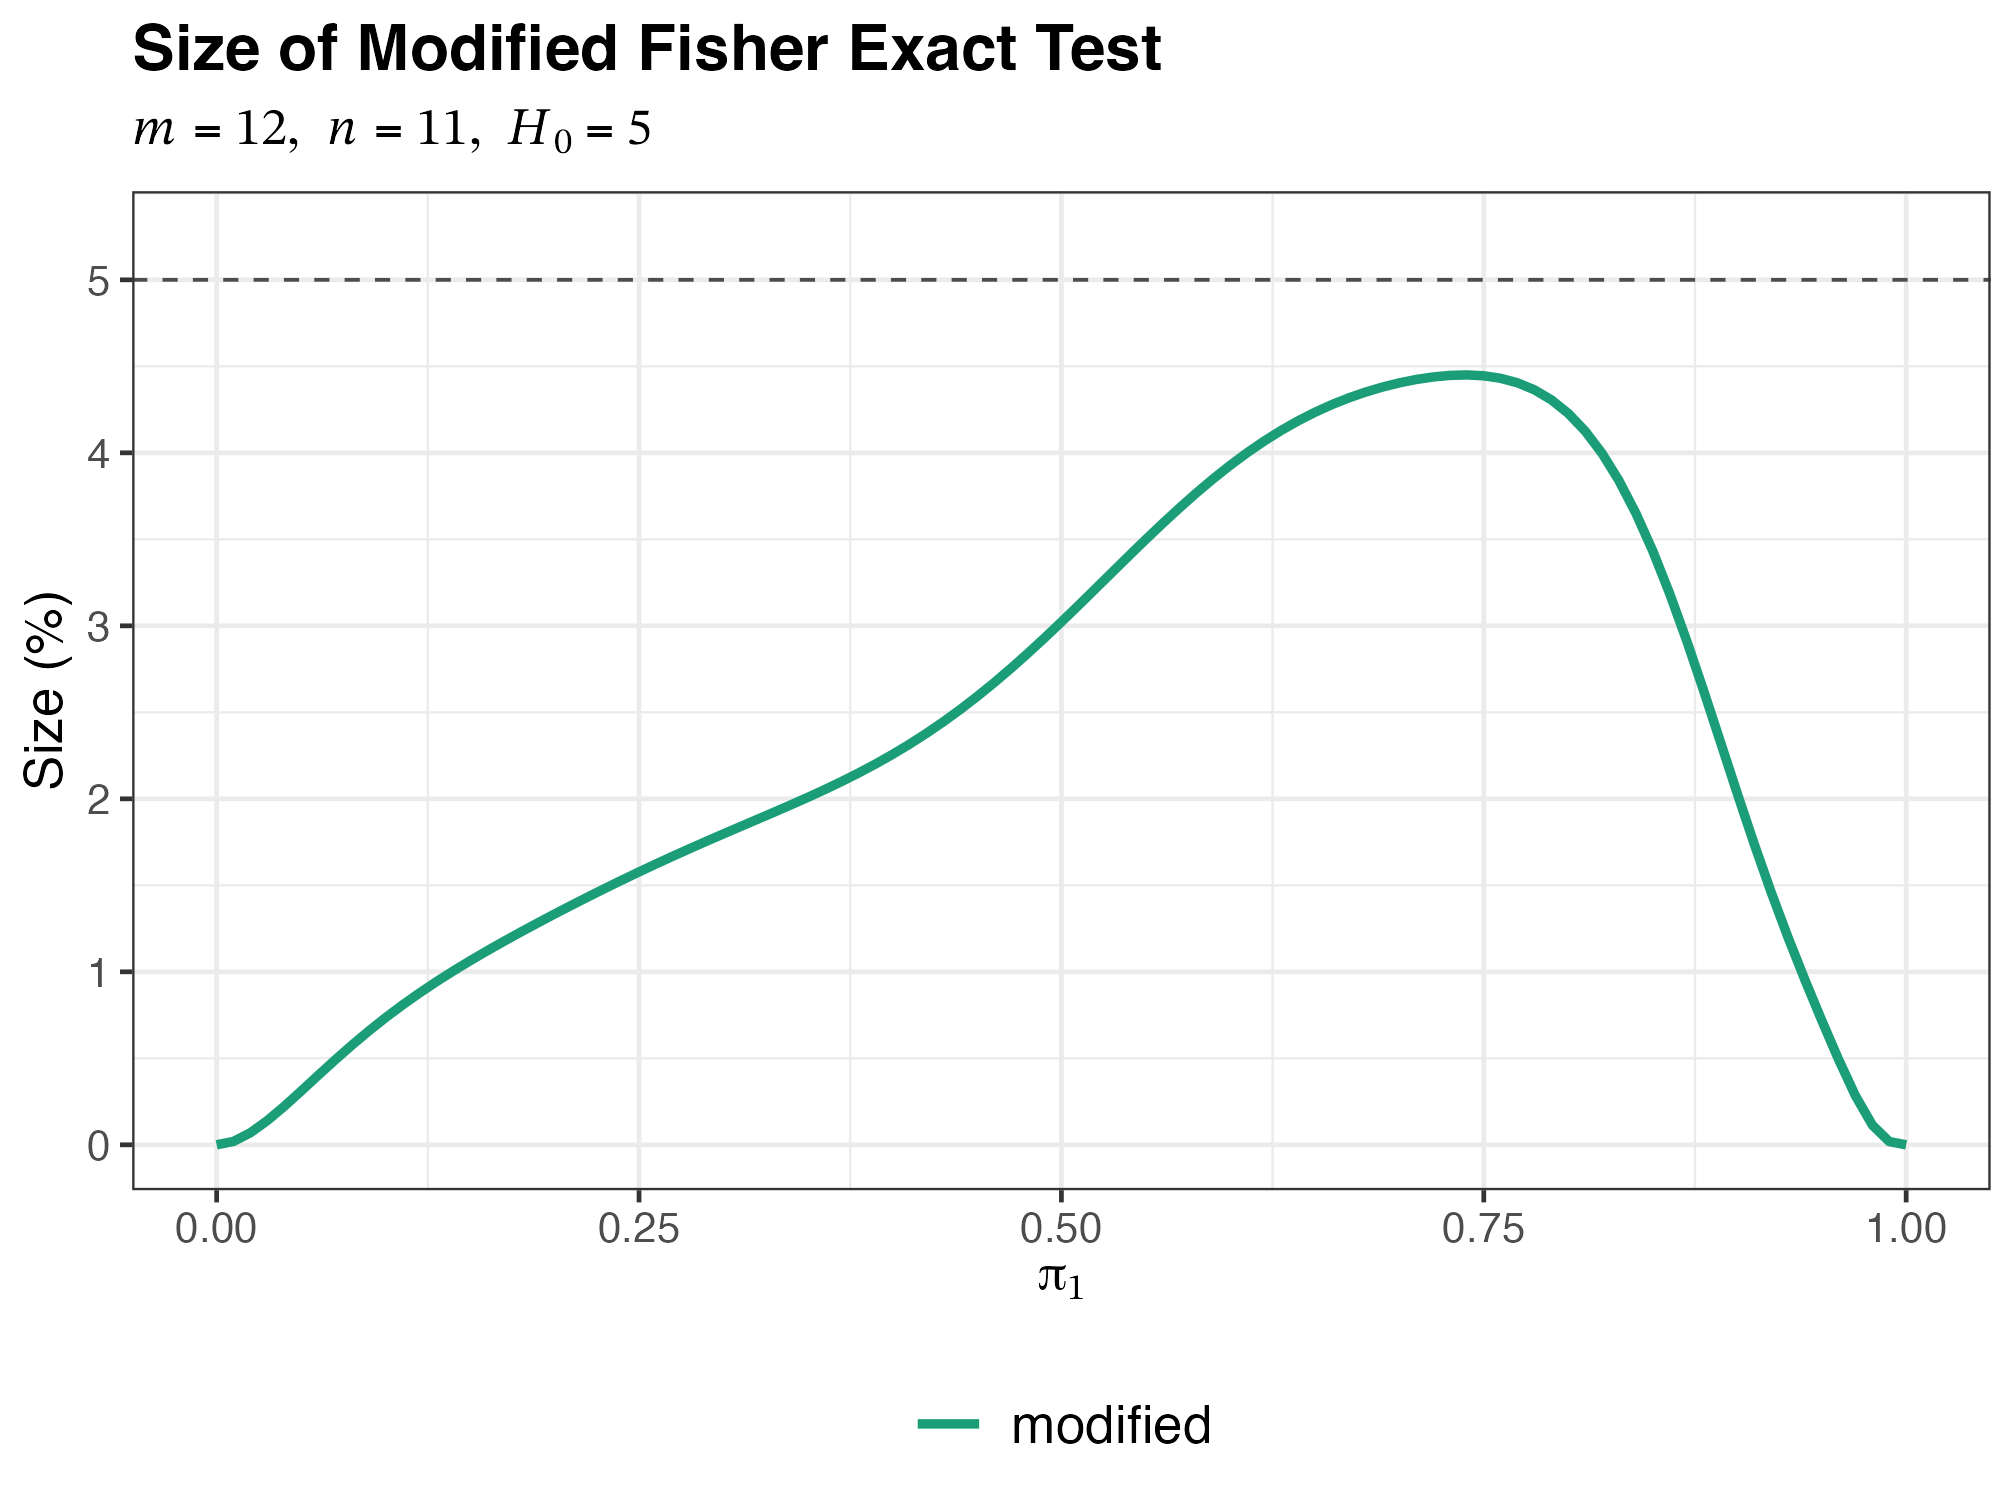 Size of Modified Fisher Exact Test
m = 12, n = 11, H₀ = 5
Size (%)
5
4
3
2
1
0
0.00 0.25 0.50 0.75 1.00
π₁
modified